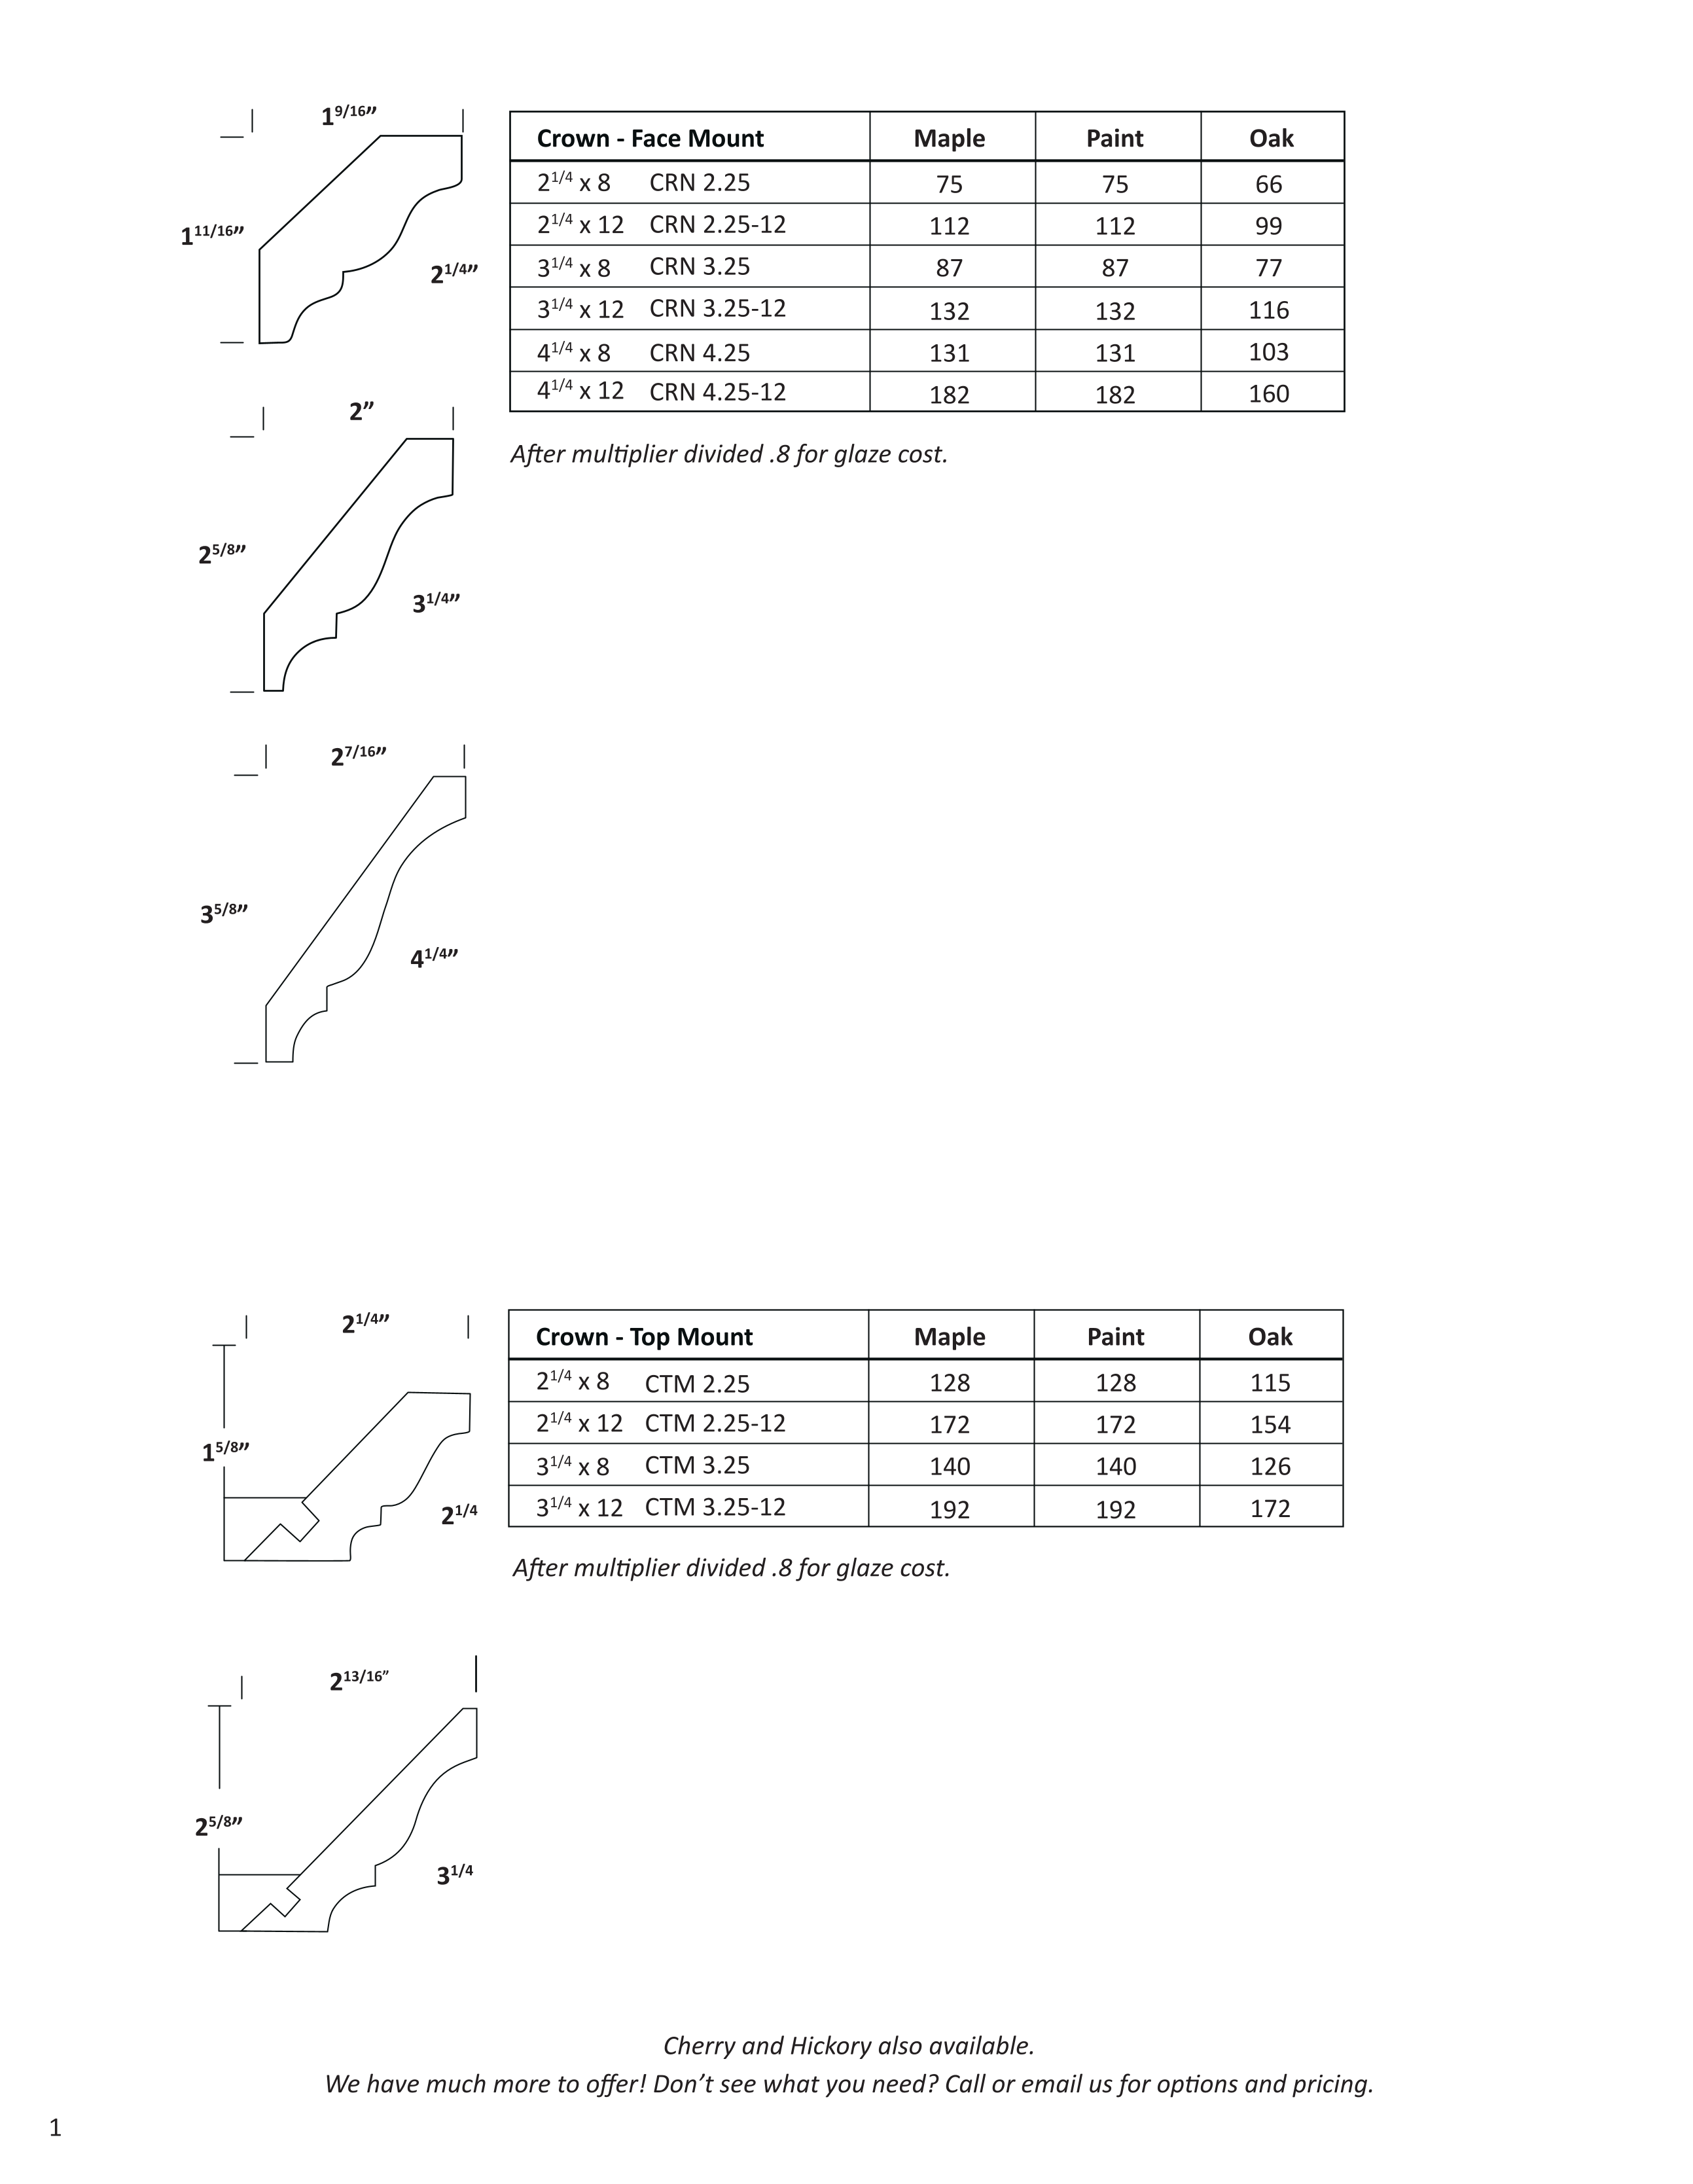 1 9/16”
1 11/16”
2 1/4”
Crown - Face Mount Maple Paint Oak
2 1/4 x 8 CRN 2.25 75 75 66
2 1/4 x 12 CRN 2.25-12 112 112 99
3 1/4 x 8 CRN 3.25 87 87 77
3 1/4 x 12 CRN 3.25-12 132 132 116
4 1/4 x 8 CRN 4.25 131 131 103
4 1/4 x 12 CRN 4.25-12 182 182 160
After multiplier divided .8 for glaze cost.
2”
2 5/8”
3 1/4”
2 7/16”
3 5/8”
4 1/4”
2 1/4”
1 5/8”
2 1/4
Crown - Top Mount Maple Paint Oak
2 1/4 x 8 CTM 2.25 128 128 115
2 1/4 x 12 CTM 2.25-12 172 172 154
3 1/4 x 8 CTM 3.25 140 140 126
3 1/4 x 12 CTM 3.25-12 192 192 172
After multiplier divided .8 for glaze cost.
2 13/16”
2 5/8”
3 1/4
Cherry and Hickory also available.
We have much more to offer! Don’t see what you need? Call or email us for options and pricing.
1